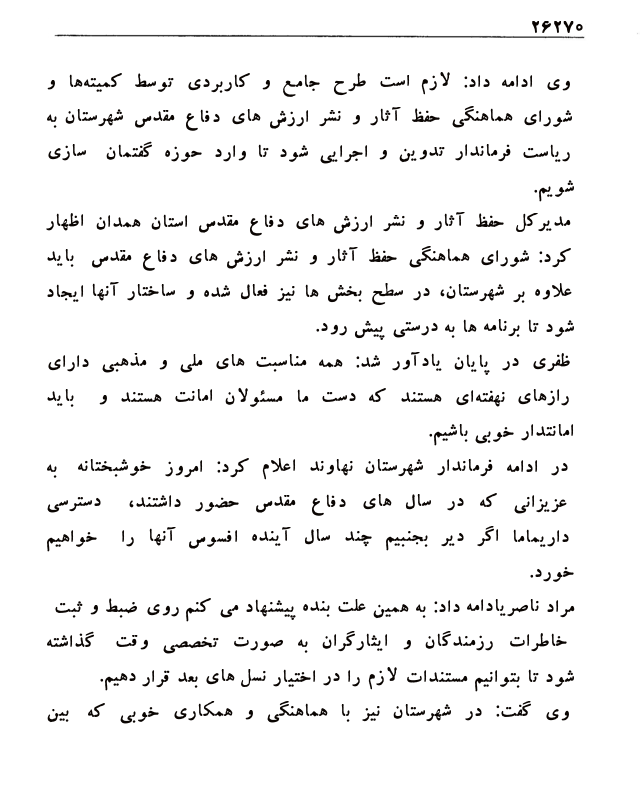 ۲۶۲۷۰
وی ادامه داد: لازم است طرح جامع و کاربردی توسط کمیته‌ها و
شورای هماهنگی حفظ آثار و نشر ارزش های دفاع مقدس شهرستان به
ریاست فرماندار تدوین و اجرایی شود تا وارد حوزه گفتمان سازی
شویم.
مدیرکل حفظ آثار و نشر ارزش های دفاع مقدس استان همدان اظهار
کرد: شورای هماهنگی حفظ آثار و نشر ارزش های دفاع مقدس باید
علاوه بر شهرستان، در سطح بخش ها نیز فعال شده و ساختار آنها ایجاد
شود تا برنامه ها به درستی پیش رود.
ظفری در پایان یادآور شد: همه مناسبت های ملی و مذهبی دارای
رازهای نهفته‌ای هستند که دست ما مسئولان امانت هستند و باید
امانتدار خوبی باشیم.
در ادامه فرماندار شهرستان نهاوند اعلام کرد: امروز خوشبختانه به
عزیزانی که در سال های دفاع مقدس حضور داشتند، دسترسی
داریماما اگر دیر بجنبیم چند سال آینده افسوس آنها را خواهیم
خورد.
مراد ناصریادامه داد: به همین علت بنده پیشنهاد می کنم روی ضبط و ثبت
خاطرات رزمندگان و ایثارگران به صورت تخصصی وقت گذاشته
شود تا بتوانیم مستندات لازم را در اختیار نسل های بعد قرار دهیم.
وی گفت: در شهرستان نیز با هماهنگی و همکاری خوبی که بین